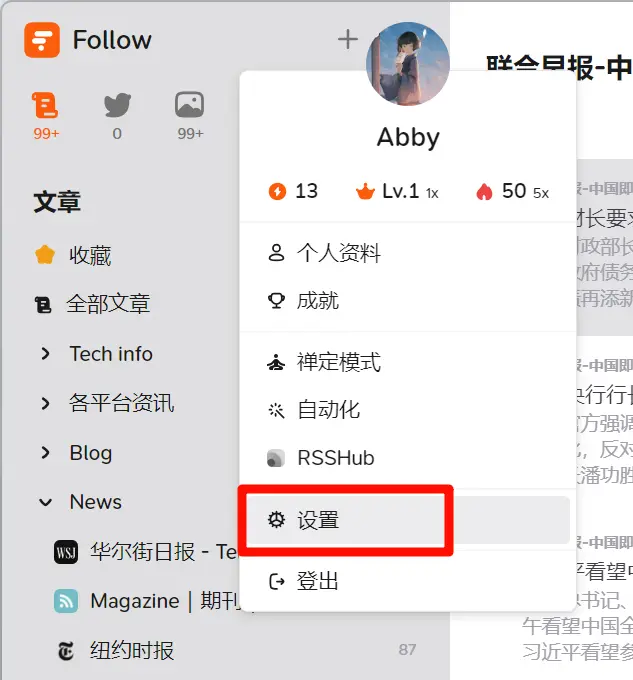 Follow
99+
0
99+
文章
收藏
全部文章
Tech info
各平台资讯
Blog
News
WSJ
华尔街日报 - Te
Magazine | 期刊
纽约时报
87
Abby
13
Lv.1 1x
50 5x
个人资料
成就
禅定模式
自动化
RSSHub
设置
登出
联合早报-中
报-中国即
财长要求
财政部长
政府债务
再添新
报-中国即
央行行长
官方强调
，反对
长潘功胜
报-中国即
平看望中
总书记、
午看望中国全
习近平看望参